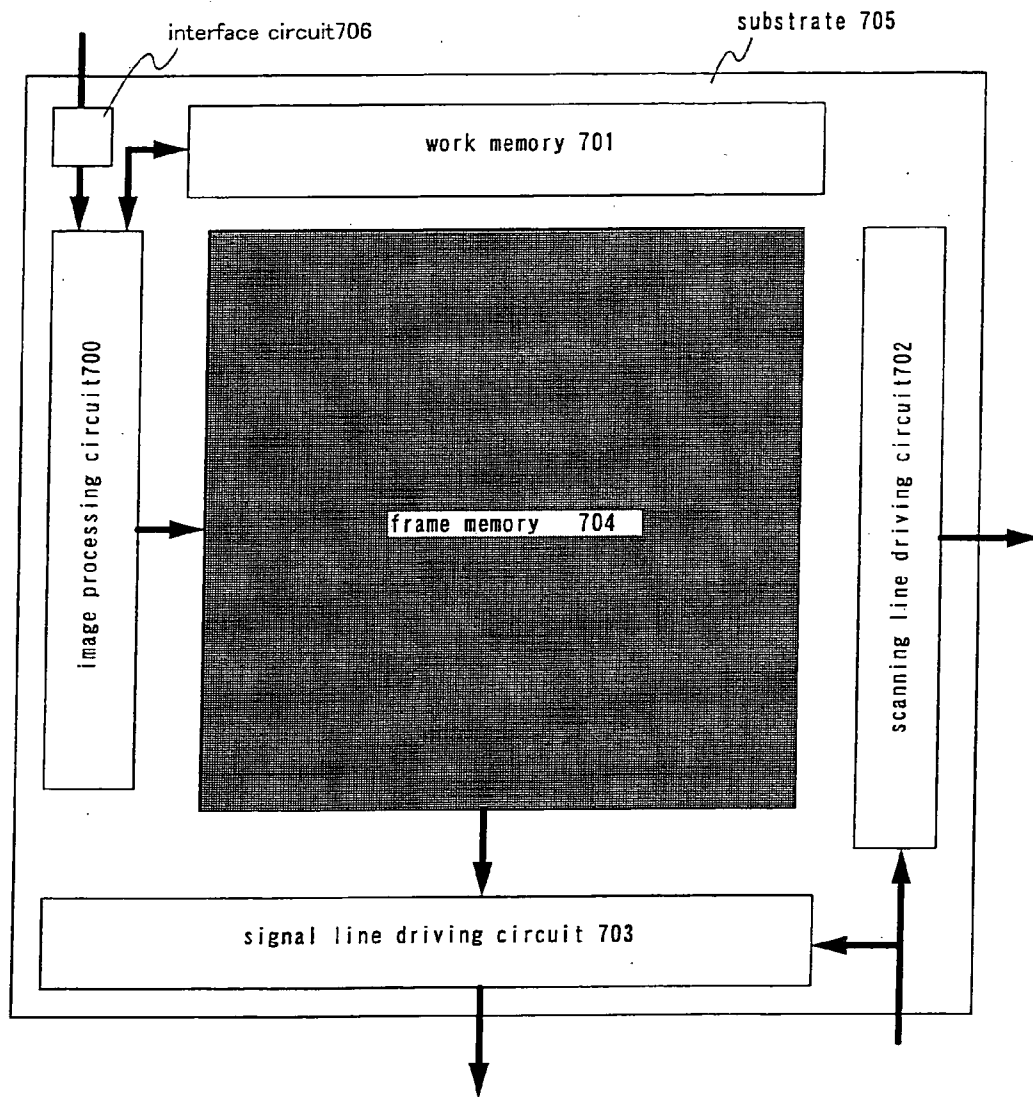 substrate 705
interface circuit706
work memory 701
image processing circuit700
scanning line driving circuit702
frame memory 704
signal line driving circuit 703